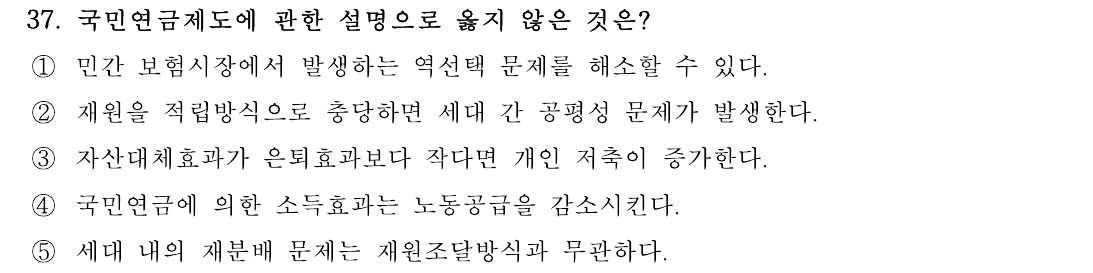 37. 국민연금제도에 관한 설명으로 옳지 않은 것은?
① 민간 보험시장에서 발생하는 역선택 문제를 해소할 수 있다.
② 재원을 적립방식으로 충당하면 세대 간 공평성 문제가 발생한다.
③ 자산대체효과가 은퇴효과보다 작다면 개인 저축이 증가한다.
④ 국민연금에 의한 소득효과는 노동공급을 감소시킨다.
⑤ 세대 내의 재분배 문제는 재원조달방식과 무관하다.